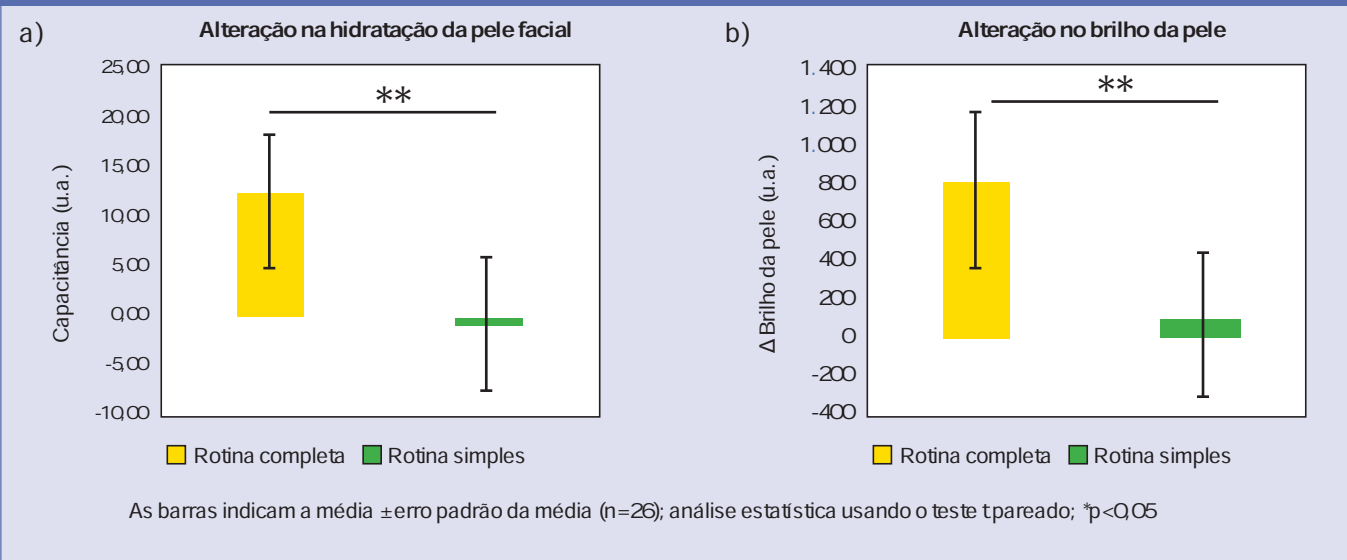 a)
Alteração na hidratação da pele facial
Capacitância (u.a.)
25,00
20,00
15,00
10,00
5,00
0,00
-5,00
-10,00
**
Rotina completa
Rotina simples
b)
Alteração no brilho da pele
Δ Brilho da pele (u.a.)
1.400
1.200
1.000
800
600
400
200
0
-200
-400
**
Rotina completa
Rotina simples
As barras indicam a média ± erro padrão da média (n=26); análise estatística usando o teste t pareado; *p<0,05